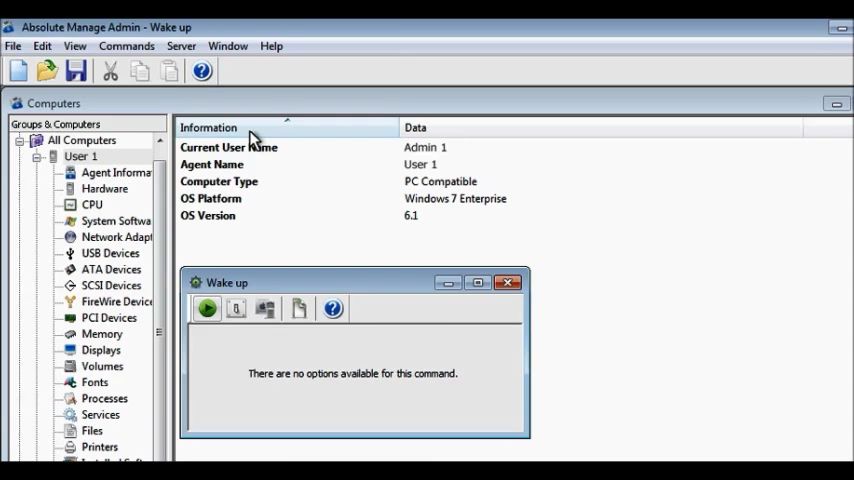 Absolute Manage Admin - Wake up
File Edit View Commands Server Window Help
Computers
Groups & Computers
All Computers
User 1
Agent Informa
Hardware
CPU
System Softwa
Network Adapt
USB Devices
ATA Devices
SCSI Devices
FireWire Device
PCI Devices
Memory
Displays
Volumes
Fonts
Processes
Services
Files
Printers
Information Data
Current User Name Admin 1
Agent Name User 1
Computer Type PC Compatible
OS Platform Windows 7 Enterprise
OS Version 6.1
Wake up
There are no options available for this command.